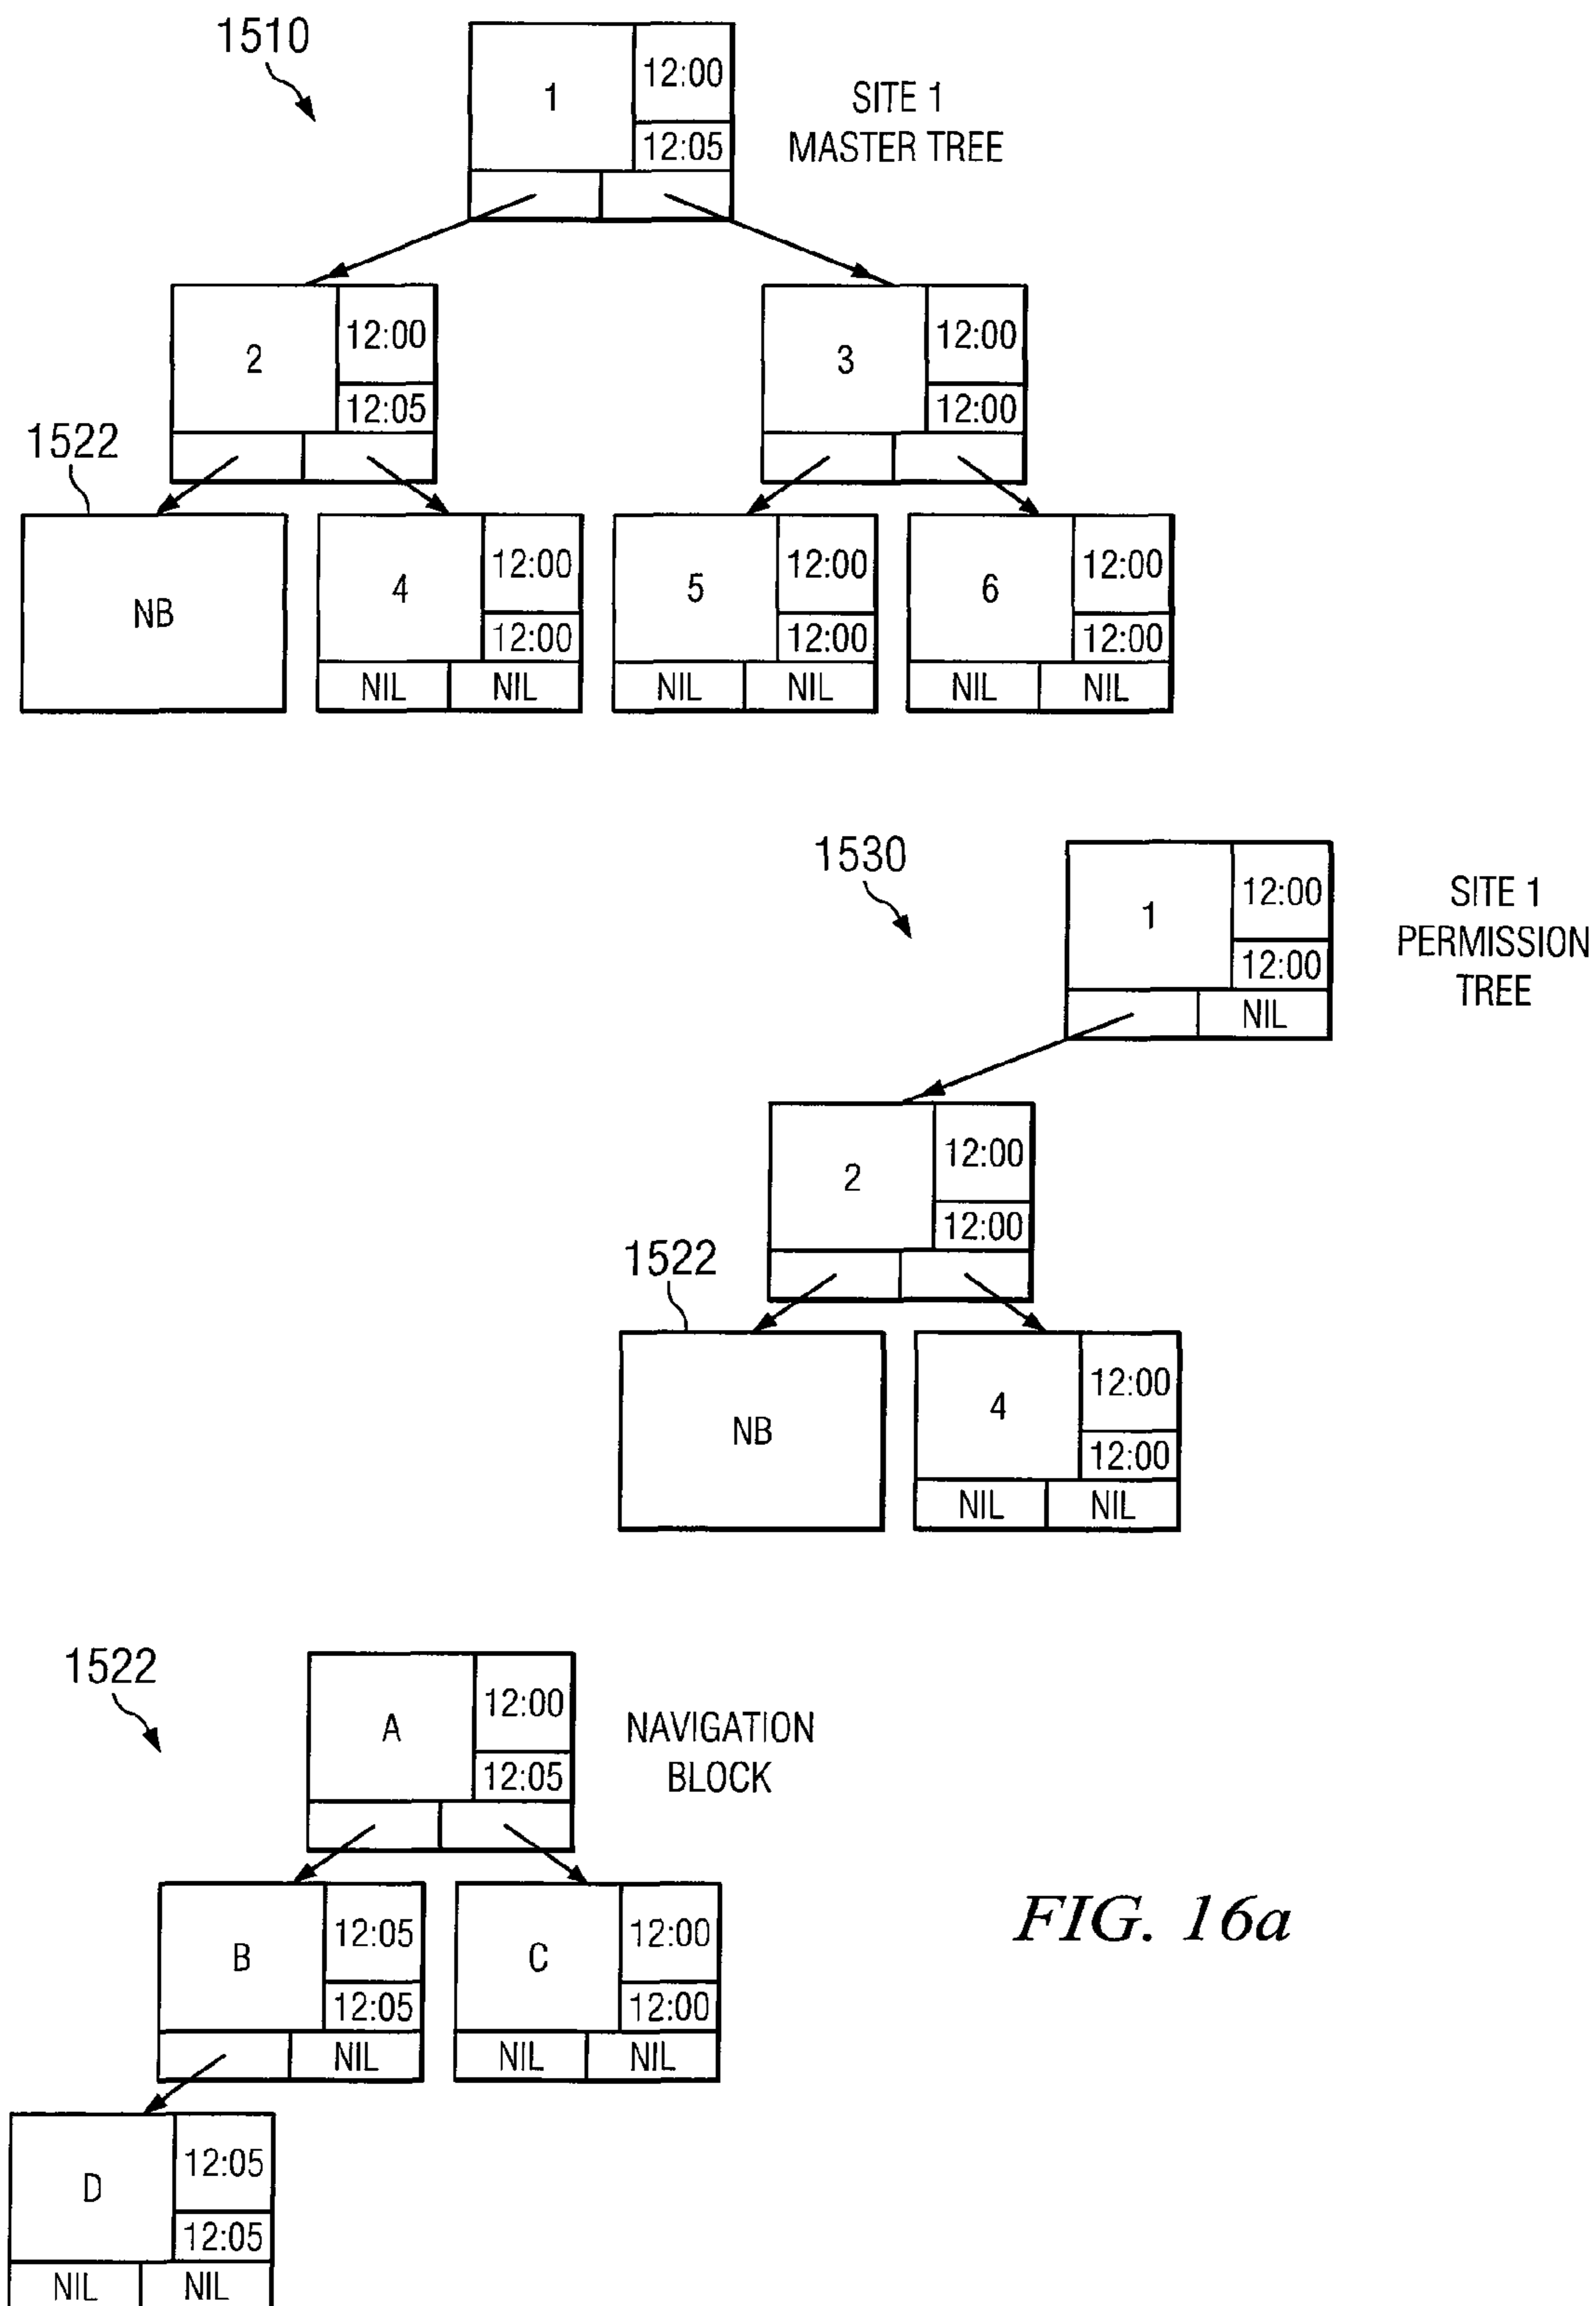 1510
1
12:00
12:05
SITE 1
MASTER TREE
2
12:00
12:05
3
12:00
12:00
1522
NB
4
12:00
12:00
NIL NIL
5
12:00
12:00
NIL NIL
6
12:00
12:00
NIL NIL
1530
1
12:00
12:00
NIL
SITE 1
PERMISSION
TREE
2
12:00
12:00
1522
NB
4
12:00
12:00
NIL NIL
1522
A
12:00
12:05
NAVIGATION
BLOCK
B
12:05
12:05
NIL
C
12:00
12:00
NIL NIL
D
12:05
12:05
NIL NIL
FIG. 16a